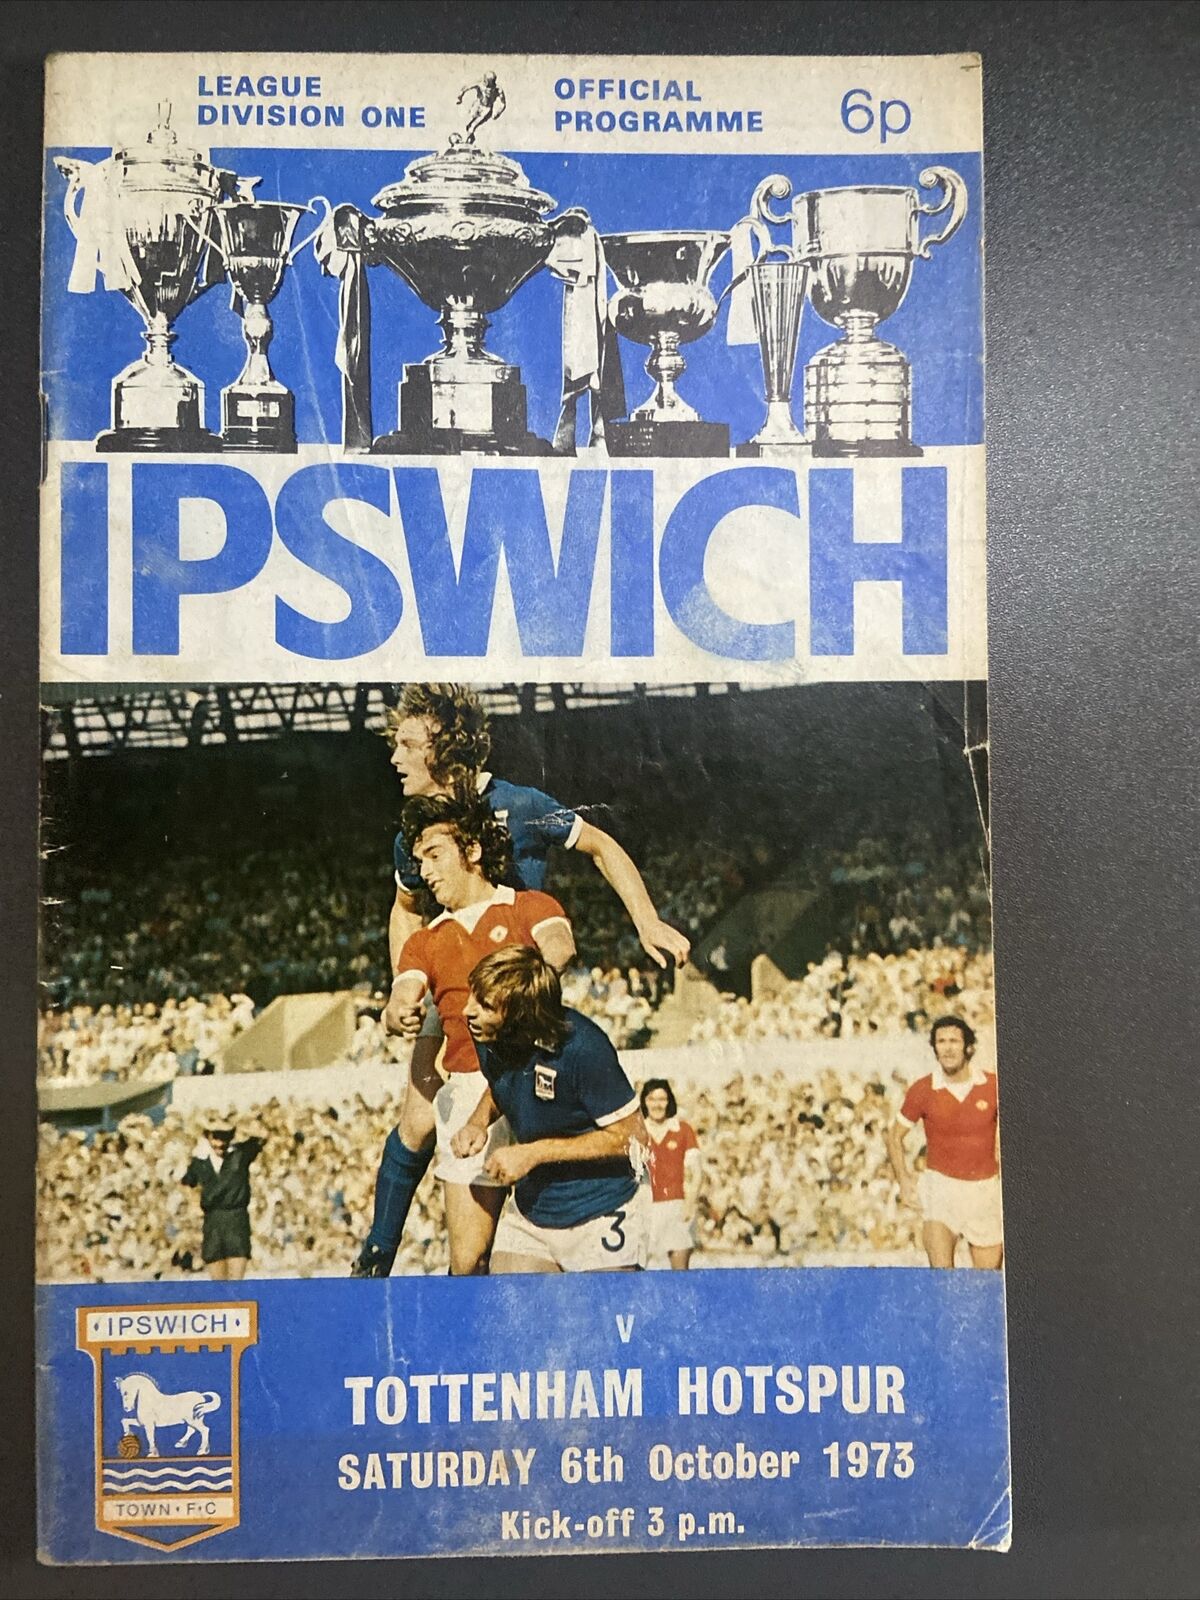 LEAGUE
DIVISION ONE
OFFICIAL
PROGRAMME
6p
IPSWICH
3
IPSWICH
TOWN • F•C
v
TOTTENHAM HOTSPUR
SATURDAY 6th October 1973
Kick-off 3 p.m.